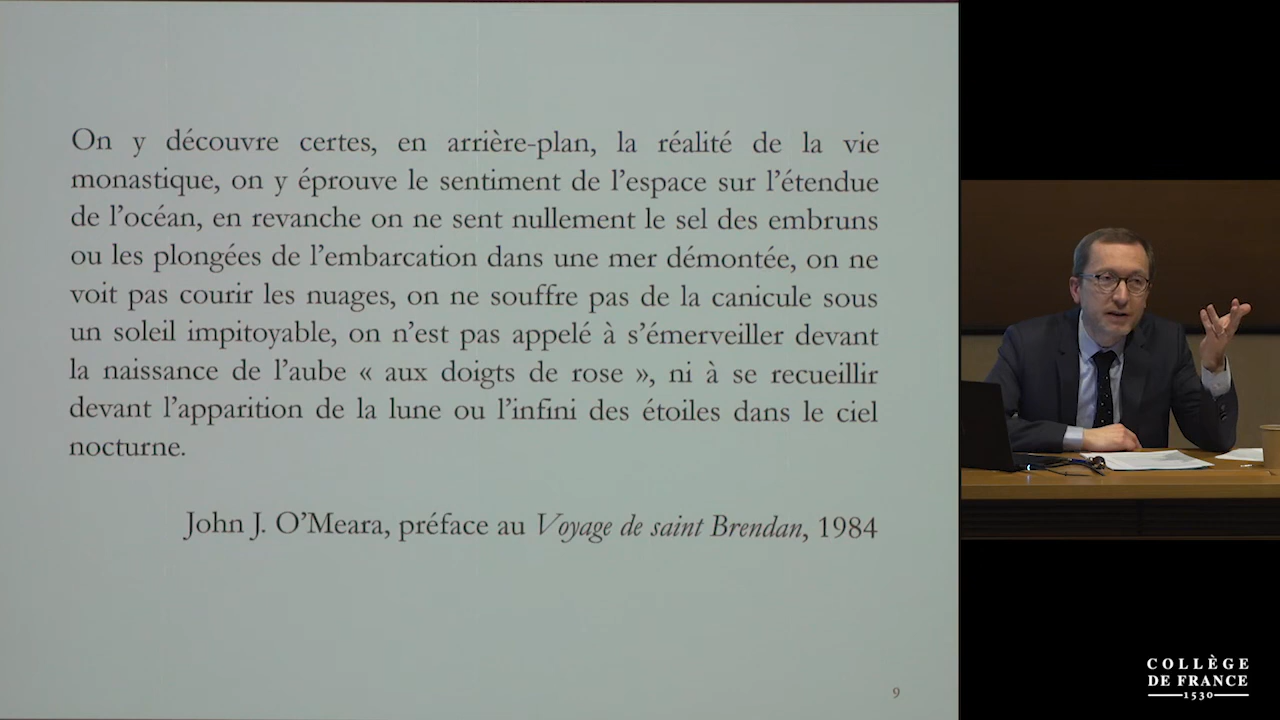 On y découvre certes, en arrière-plan, la réalité de la vie
monastique, on y éprouve le sentiment de l'espace sur l'étendue
de l'océan, en revanche on ne sent nullement le sel des embruns
ou les plongées de l'embarcation dans une mer démontée, on ne
voit pas courir les nuages, on ne souffre pas de la canicule sous
un soleil impitoyable, on n'est pas appelé à s'émerveiller devant
la naissance de l'aube « aux doigts de rose », ni à se recueillir
devant l'apparition de la lune ou l'infini des étoiles dans le ciel
nocturne.
John J. O'Meara, préface au Voyage de saint Brendan, 1984
9
COLLÈGE
DE FRANCE
1530